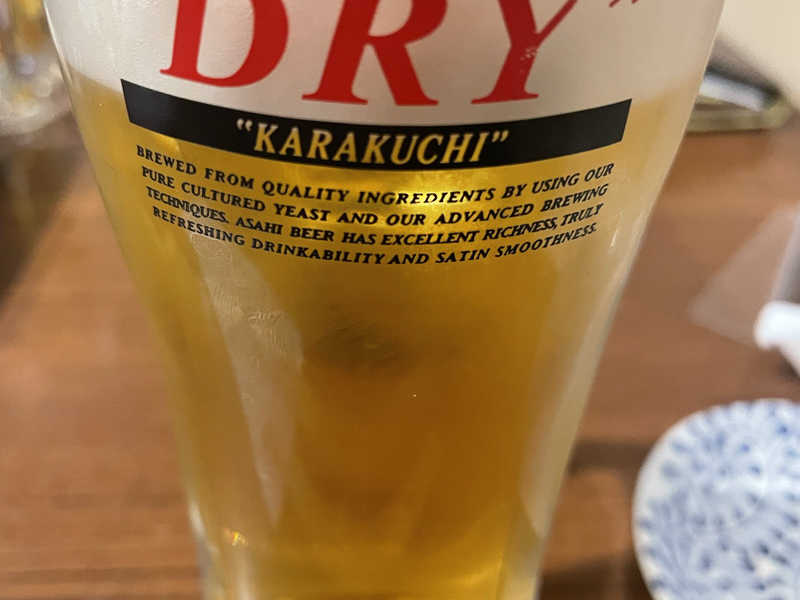 DRY"
"KARAKUCHI"
BREWED FROM QUALITY INGREDIENTS BY USING OUR
PURE CULTURED YEAST AND OUR ADVANCED BREWING
TECHNIQUES. ASAHI BEER HAS EXCELLENT RICHNESS, TRULY
REFRESHING DRINKABILITY AND SATIN SMOOTHNESS.